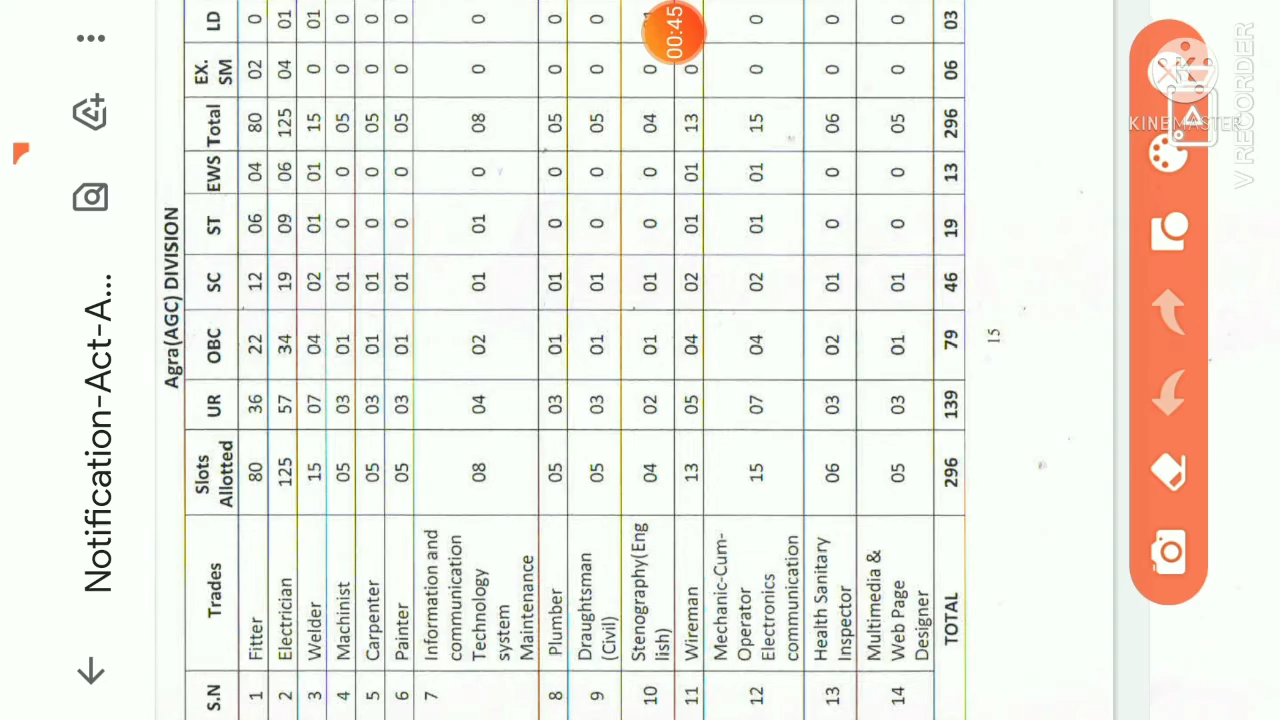 Notification-Act-A...
Agra(AGC) DIVISION
S.N Trades Slots Allotted UR OBC SC ST EWS Total EX. SM LD
1 Fitter 80 36 22 12 06 04 80 02 0
2 Electrician 125 57 34 19 09 06 125 04 01
3 Welder 15 07 04 02 01 01 15 0 01
4 Machinist 05 03 01 01 0 0 05 0 0
5 Carpenter 05 03 01 01 0 0 05 0 0
6 Painter 05 03 01 01 0 0 05 0 0
7 Information and communication Technology system Maintenance 08 04 02 01 01 0 08 0 0
8 Plumber 05 03 01 01 0 0 05 0 0
9 Draughtsman (Civil) 05 03 01 01 0 0 05 0 0
10 Stenography(Eng lish) 04 02 01 01 0 0 04 0
11 Wireman 13 05 04 02 01 01 13 0 0
12 Mechanic-Cum-Operator Electronics communication 15 07 04 02 01 01 15 0 0
13 Health Sanitary Inspector 06 03 02 01 0 0 06 0 0
14 Multimedia & Web Page Designer 05 03 01 01 0 0 05 0 0
TOTAL 296 139 79 46 19 13 296 06 03
15
00:45
KINEMASTER
V RECORDER